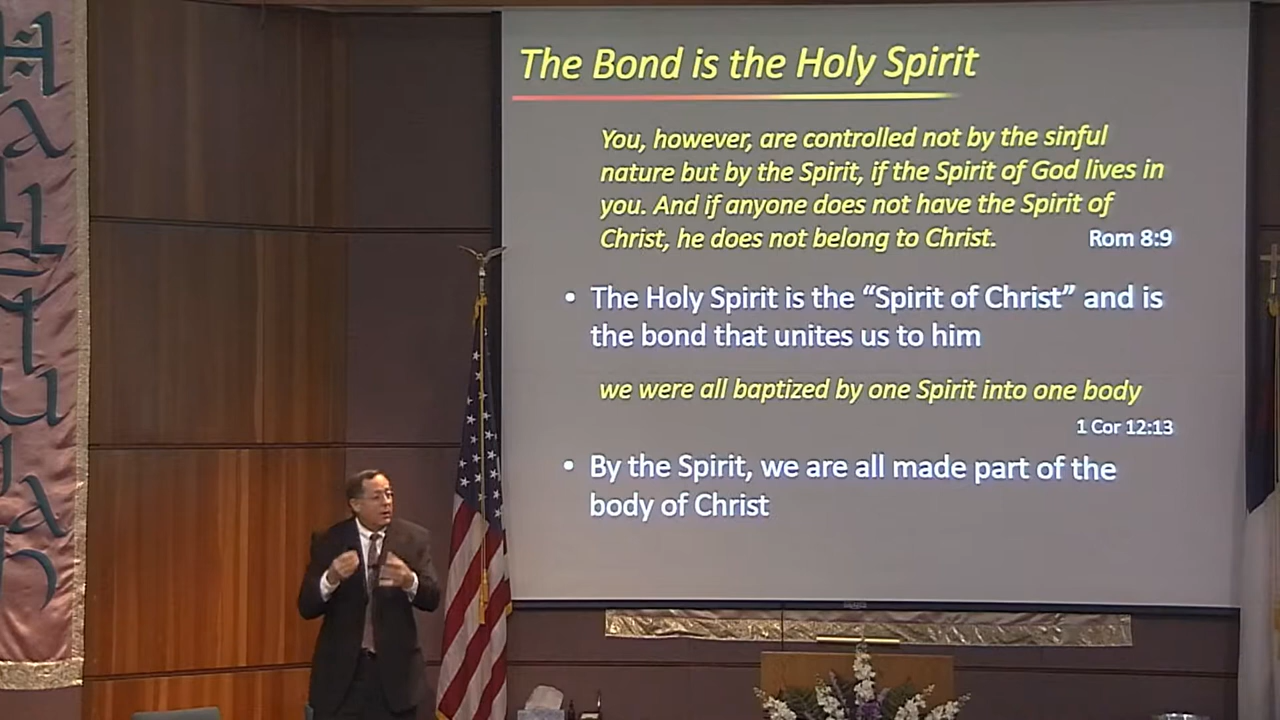 Hallelujah
The Bond is the Holy Spirit
You, however, are controlled not by the sinful
nature but by the Spirit, if the Spirit of God lives in
you. And if anyone does not have the Spirit of
Christ, he does not belong to Christ. Rom 8:9
• The Holy Spirit is the “Spirit of Christ” and is
the bond that unites us to him
we were all baptized by one Spirit into one body
1 Cor 12:13
• By the Spirit, we are all made part of the
body of Christ